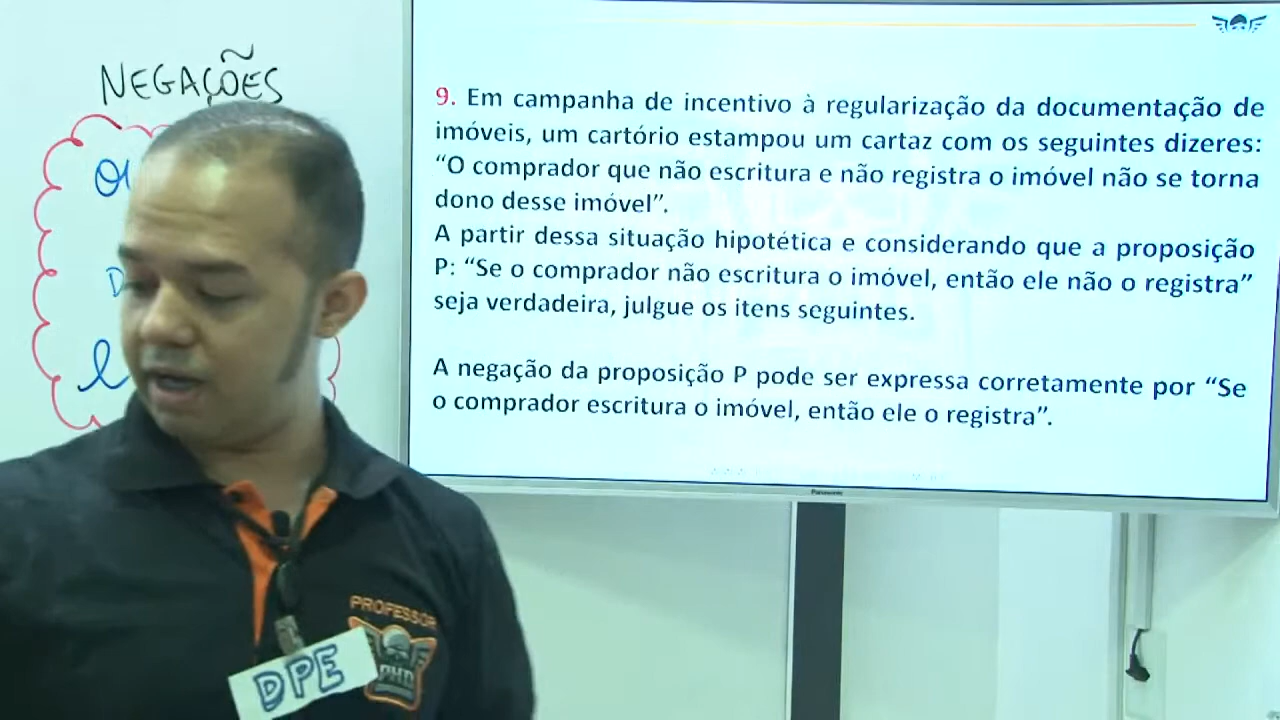 NEGAÇÕES
OU
9. Em campanha de incentivo à regularização da documentação de
imóveis, um cartório estampou um cartaz com os seguintes dizeres:
“O comprador que não escritura e não registra o imóvel não se torna
dono desse imóvel”.
A partir dessa situação hipotética e considerando que a proposição
P: “Se o comprador não escritura o imóvel, então ele não o registra”
seja verdadeira, julgue os itens seguintes.
A negação da proposição P pode ser expressa corretamente por “Se
o comprador escritura o imóvel, então ele o registra”.
Panasonic
PROFESSOR
PHD
DPE